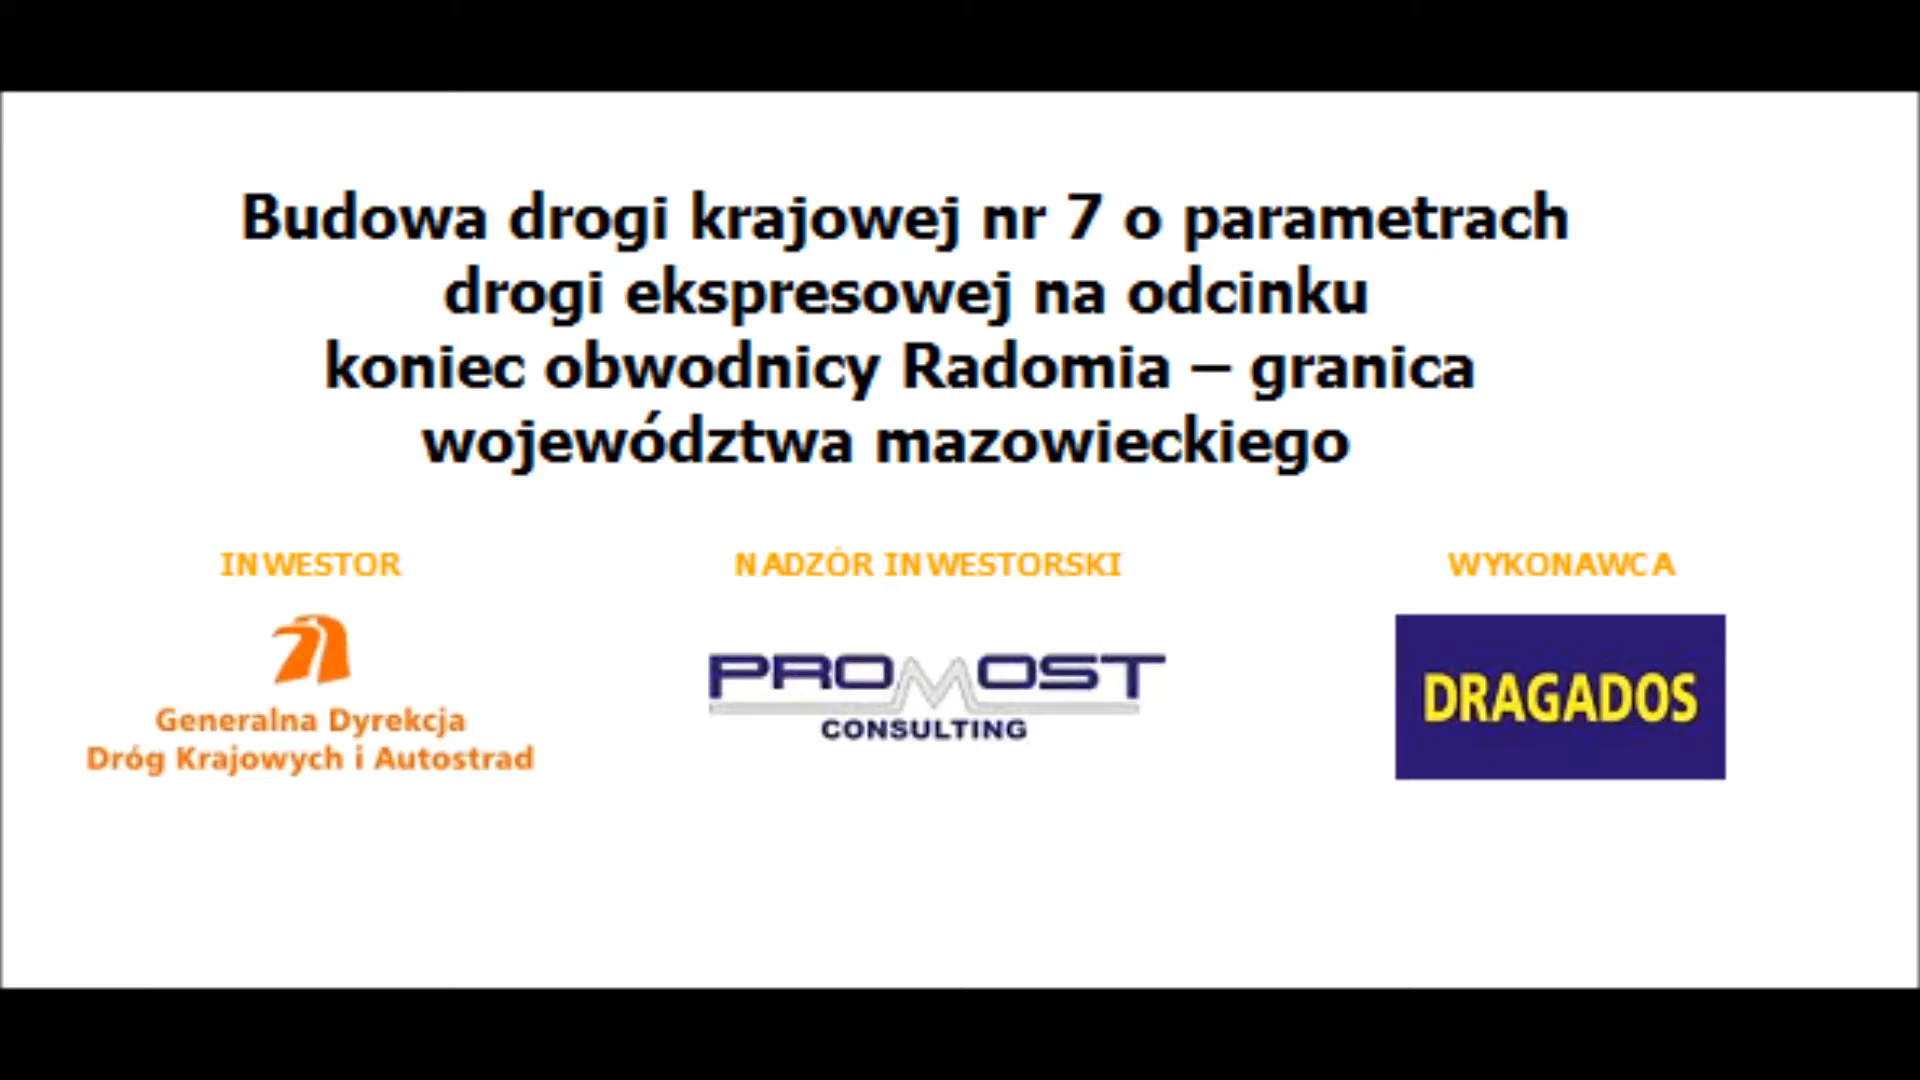 Budowa drogi krajowej nr 7 o parametrach
drogi ekspresowej na odcinku
koniec obwodnicy Radomia – granica
województwa mazowieckiego
INWESTOR
Generalna Dyrekcja
Dróg Krajowych i Autostrad
NADZÓR INWESTORSKI
PROMOST
CONSULTING
WYKONAWCA
DRAGADOS